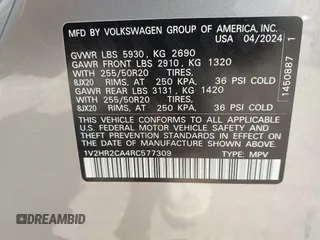 MFD BY VOLKSWAGEN GROUP OF AMERICA, INC.
USA 04/2024
GVWR LBS 5930, KG 2690
GAWR FRONT LBS 2910, KG 1320
WITH 255/50R20 TIRES,
8JX20 RIMS, AT 250 KPA. 36 PSI COLD
GAWR REAR LBS 3131, KG 1420
WITH 255/50R20 TIRES,
8JX20 RIMS, AT 250 KPA. 36 PSI COLD
THIS VEHICLE CONFORMS TO ALL APPLICABLE
FEDERAL MOTOR VEHICLE SAFETY
STANDARDS IN EFFECT ON THE
DATE OF MANUFACTURE SHOWN ABOVE.
1V2HR2CA4RC577309 TYPE: MPV
1450887 1
© DREAMBID
DREAMBID.COM